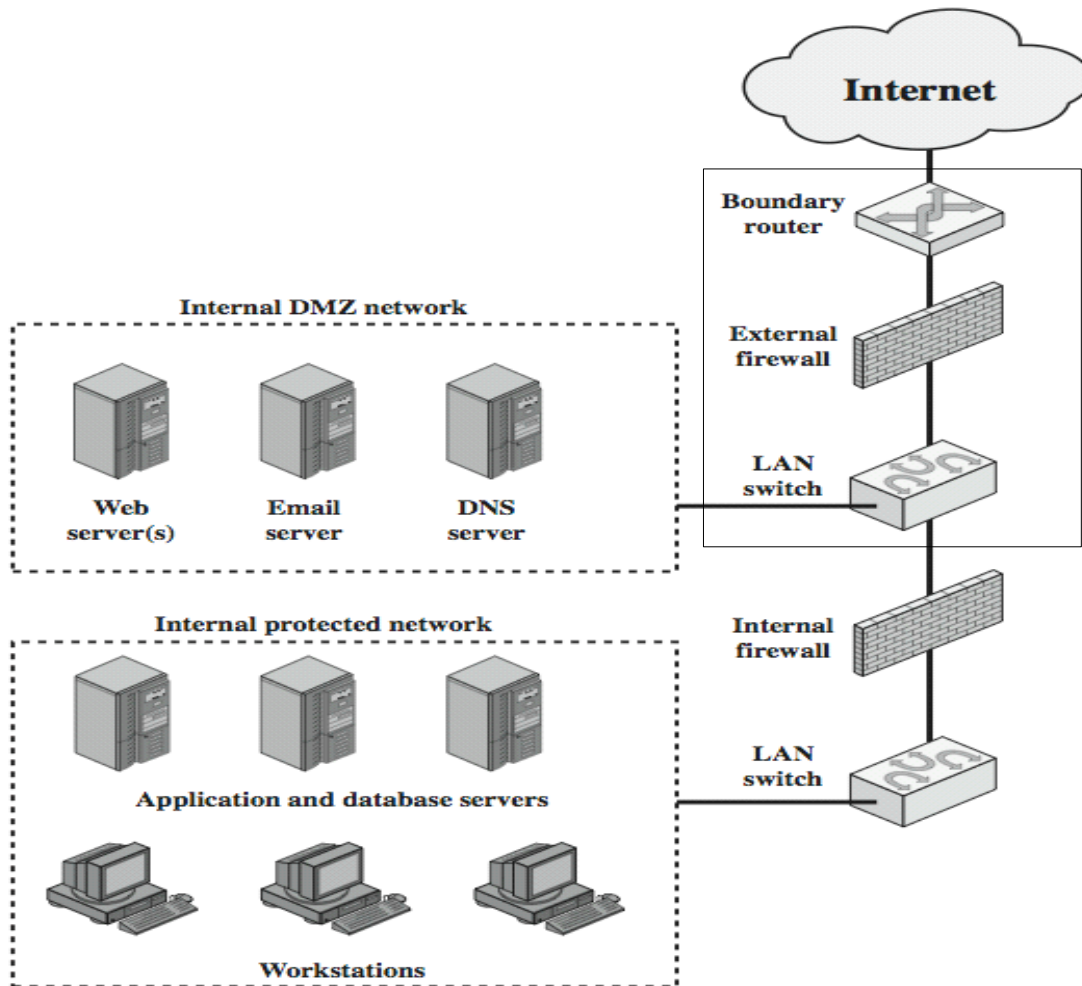 Internet
Boundary
router
Internal DMZ network
External
firewall
Web
server(s)
Email
server
DNS
server
LAN
switch
Internal protected network
Internal
firewall
Application and database servers
LAN
switch
Workstations